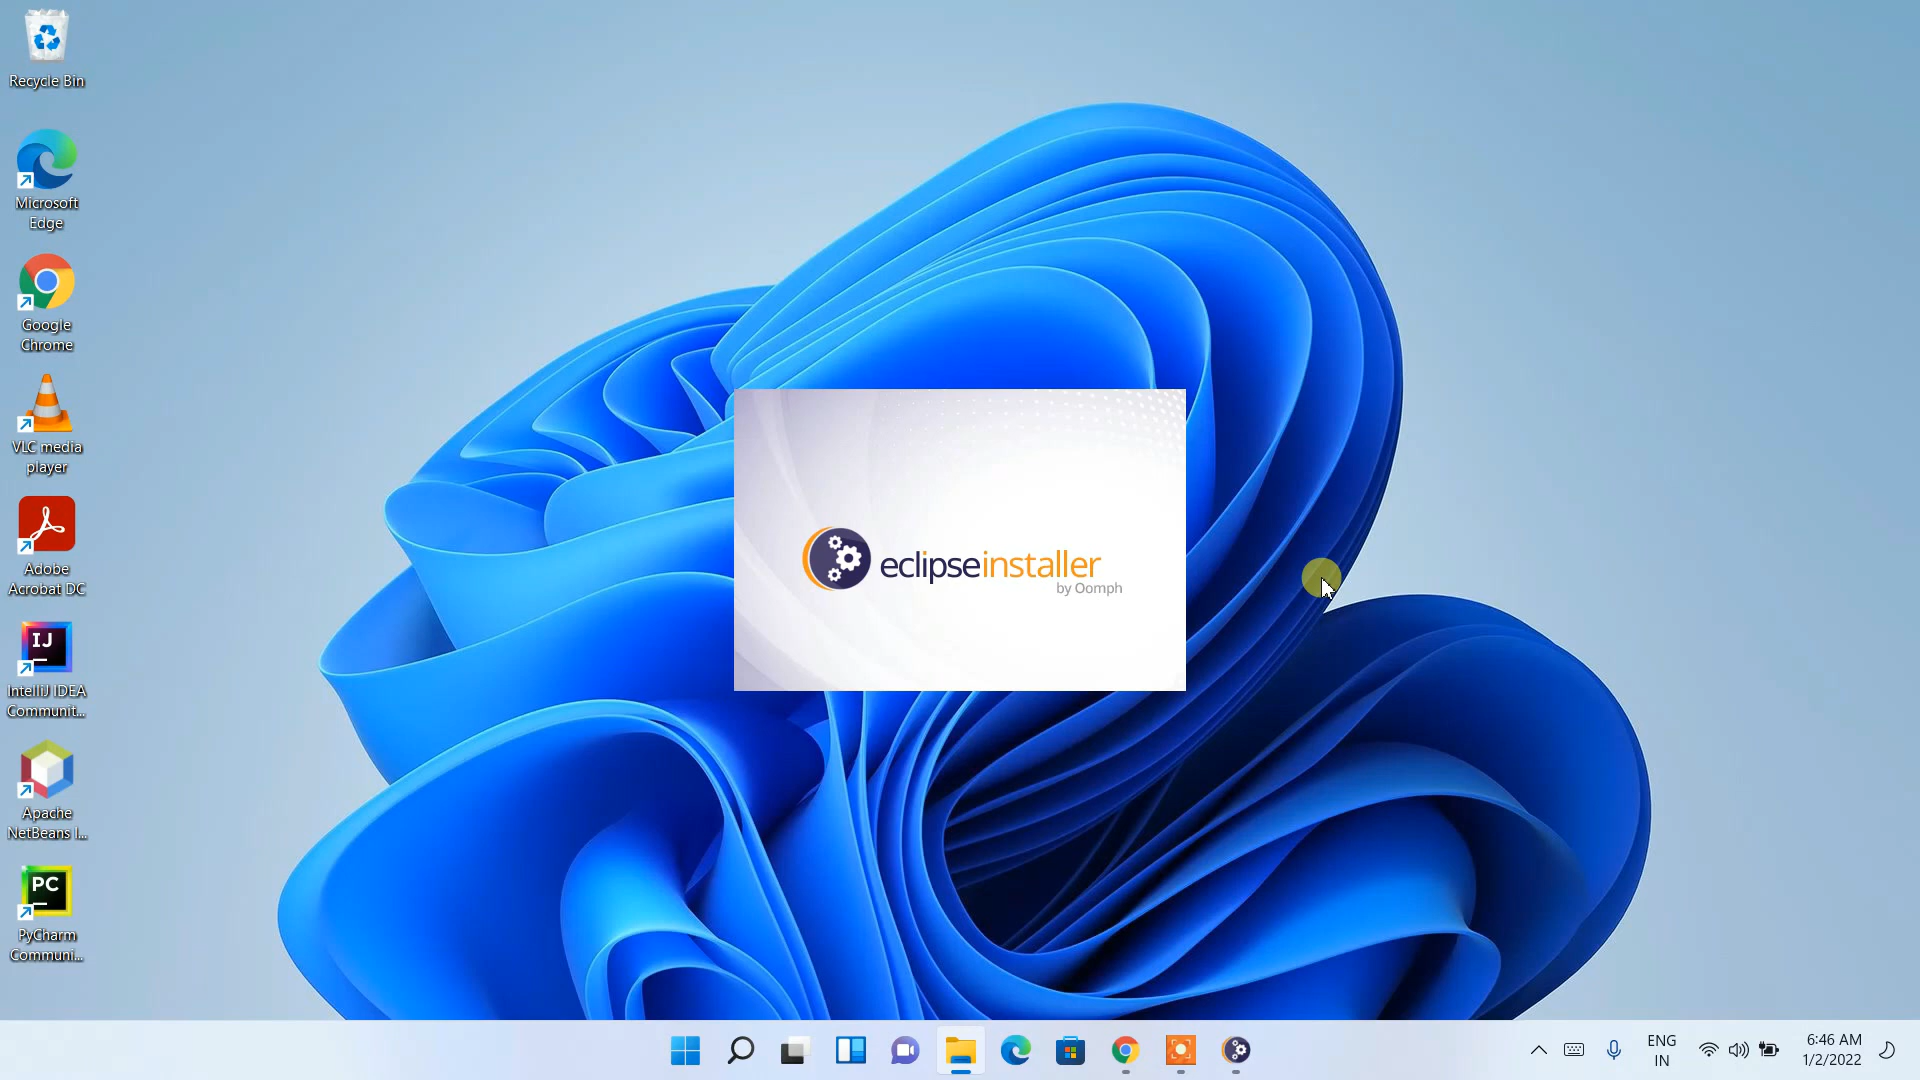 Recycle Bin
Microsoft
Edge
Google
Chrome
VLC media
player
Adobe
Acrobat DC
IJ
IntelliJ IDEA
Communit...
Apache
NetBeans I...
PC
PyCharm
Communi...
eclipseinstaller
by Oomph
ENG
IN
6:46 AM
1/2/2022